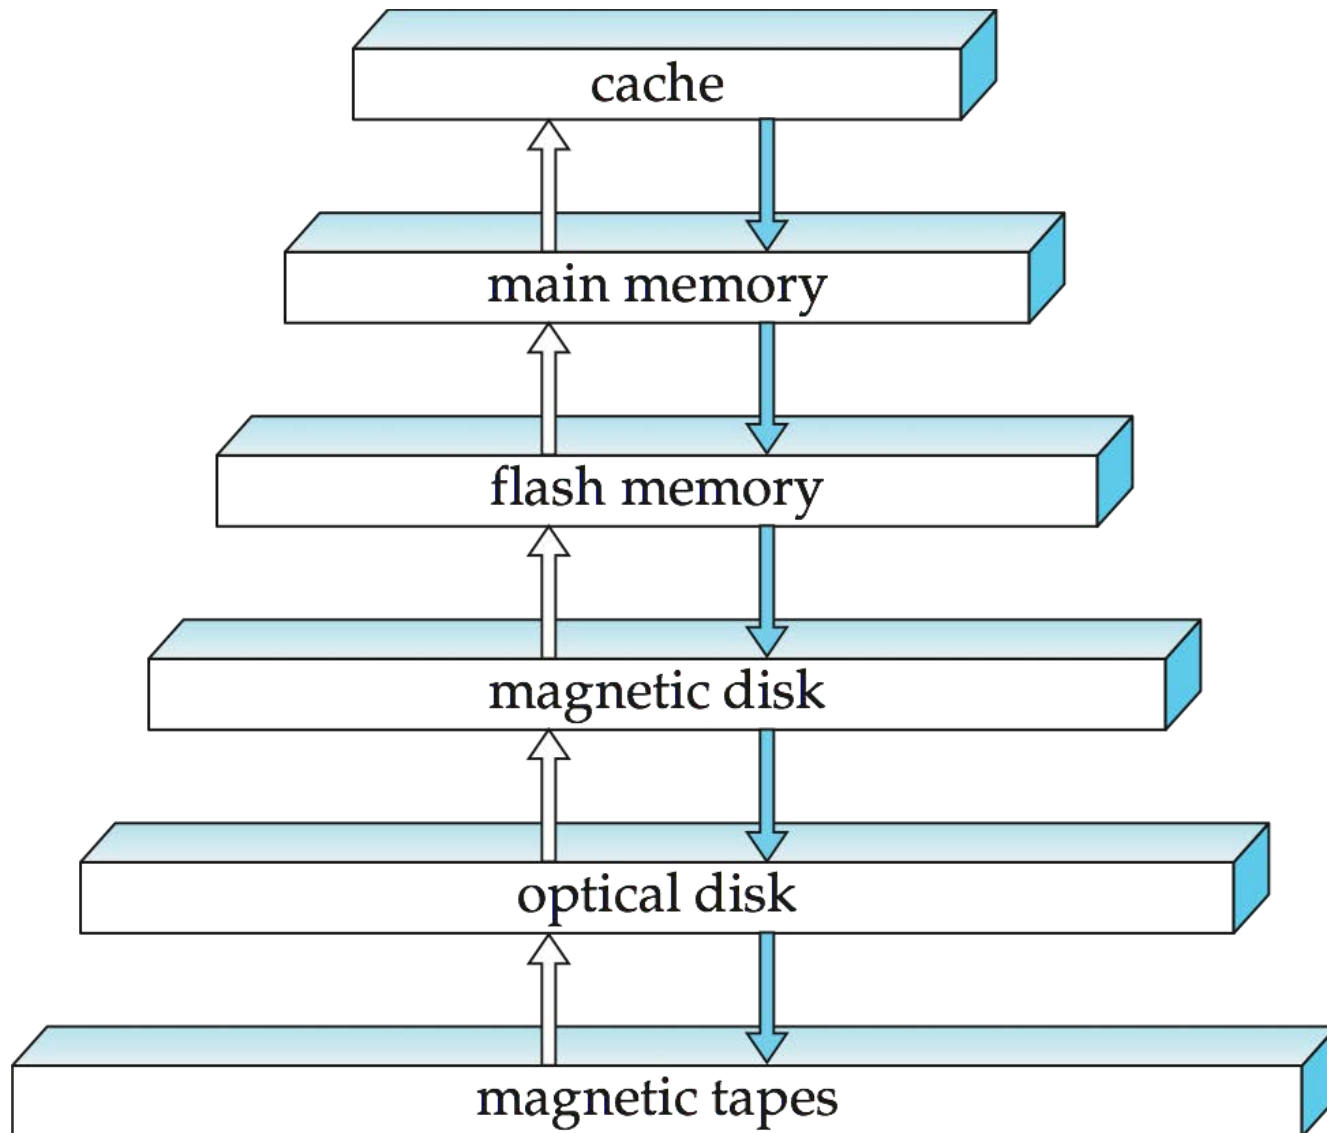 cache
main memory
flash memory
magnetic disk
optical disk
magnetic tapes